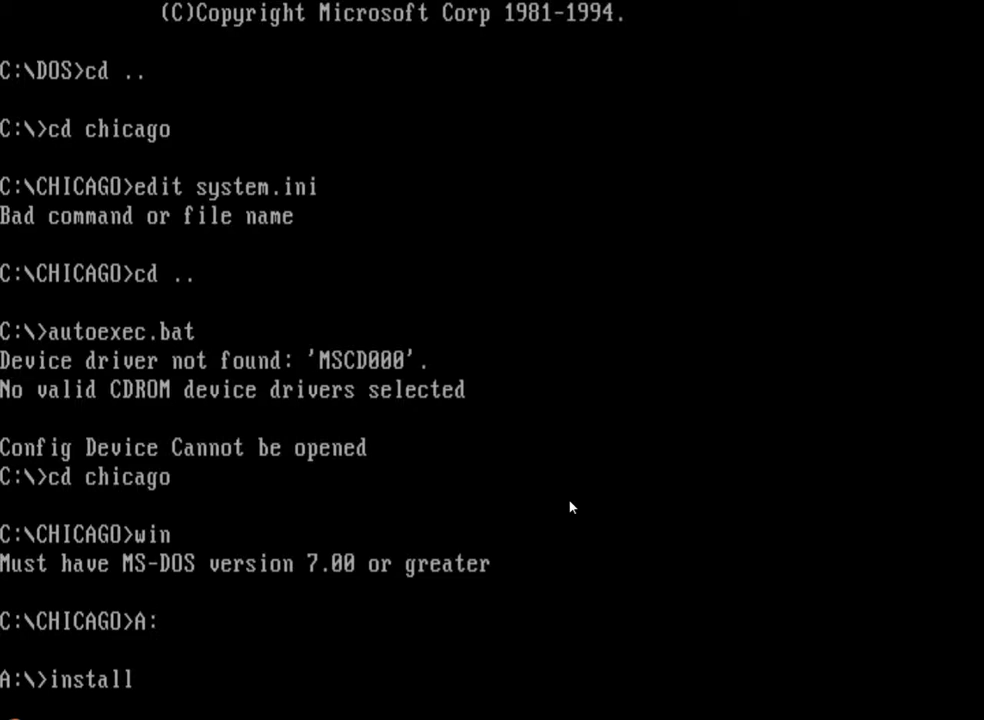 (C)Copyright Microsoft Corp 1981-1994.
C:\DOS>cd ..
C:\>cd chicago
C:\CHICAGO>edit system.ini
Bad command or file name
C:\CHICAGO>cd ..
C:\>autoexec.bat
Device driver not found: 'MSCD000'.
No valid CDROM device drivers selected
Config Device Cannot be opened
C:\>cd chicago
C:\CHICAGO>win
Must have MS-DOS version 7.00 or greater
C:\CHICAGO>A:
A:\>install